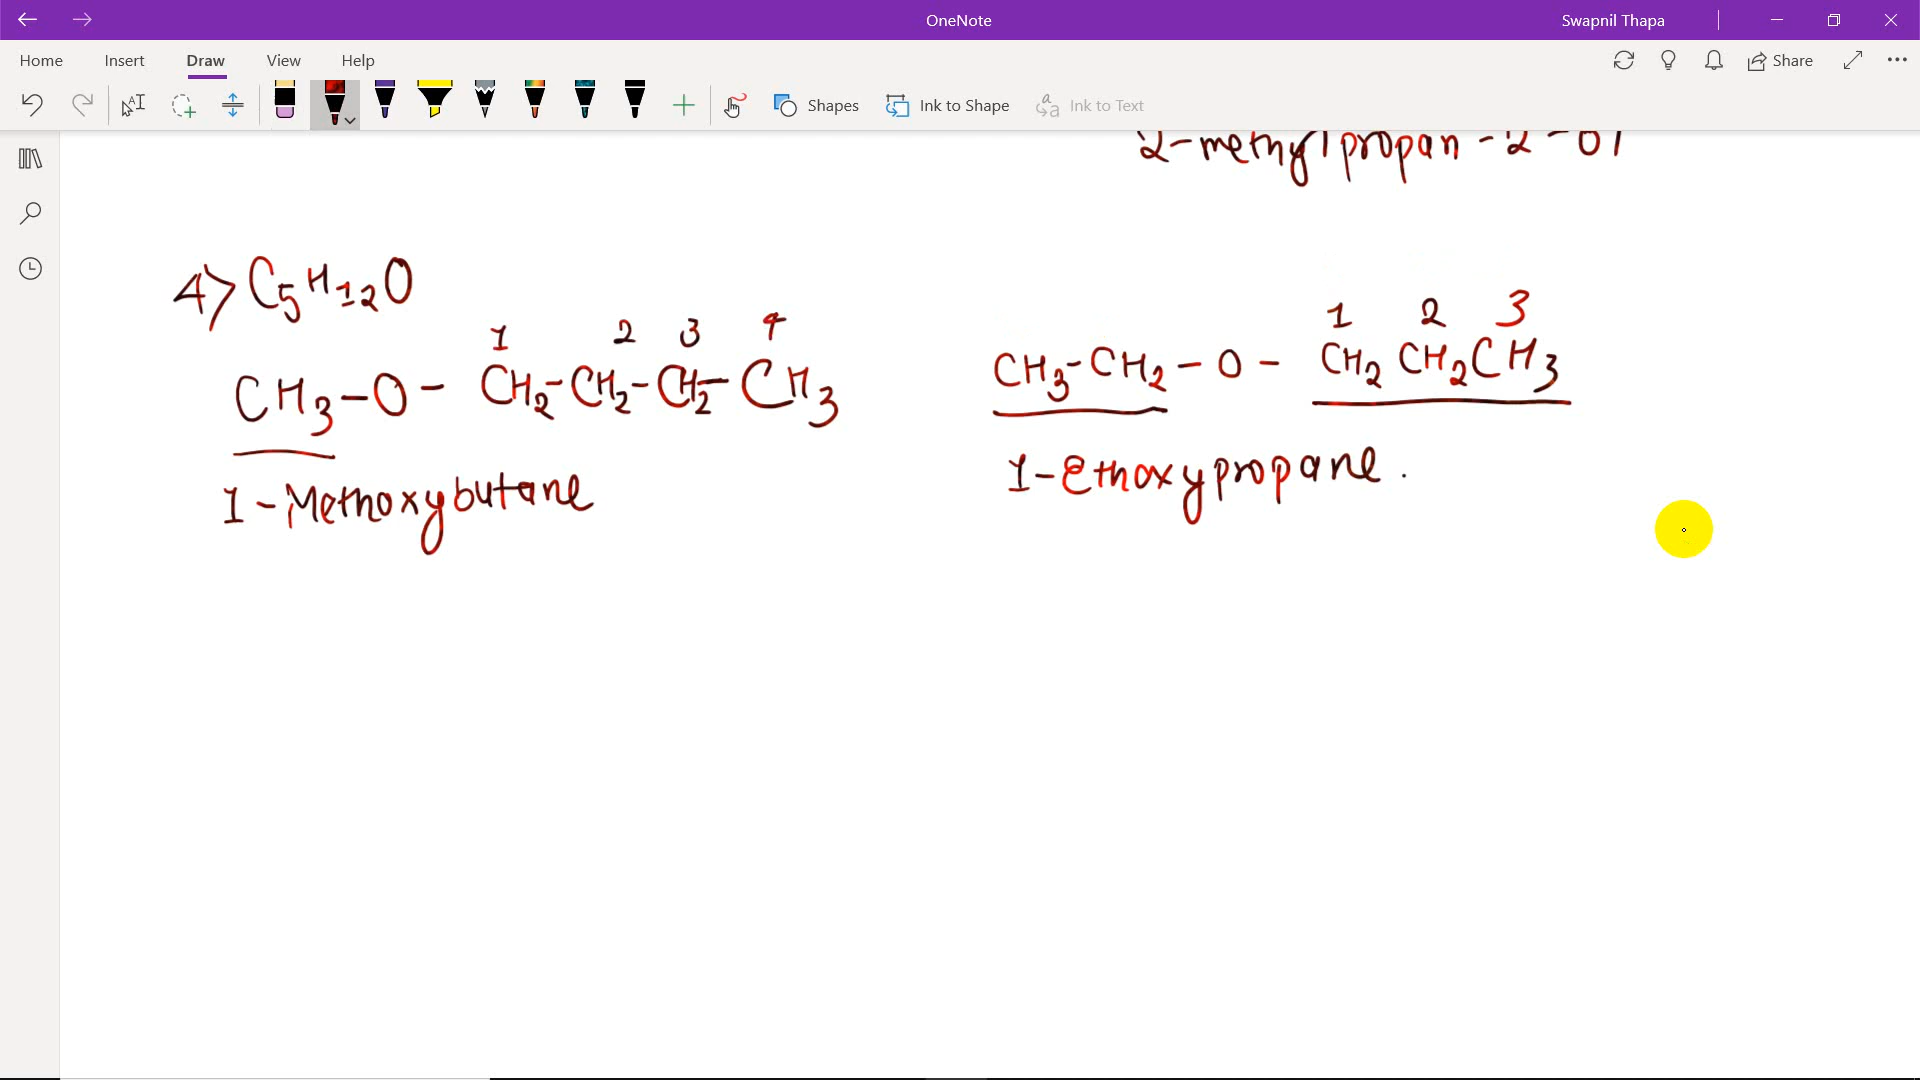 OneNote
Swapnil Thapa
Home Insert Draw View Help
Share
Shapes
Ink to Shape
Ink to Text
2-methylpropan-2-ol
4> C₅H₁₂O
1 2 3 4
CH₃-O- CH₂-CH₂-CH₂-CH₃
1-Methoxybutane
1 2 3
CH₃-CH₂-O- CH₂ CH₂CH₃
1-Ethoxypropane.